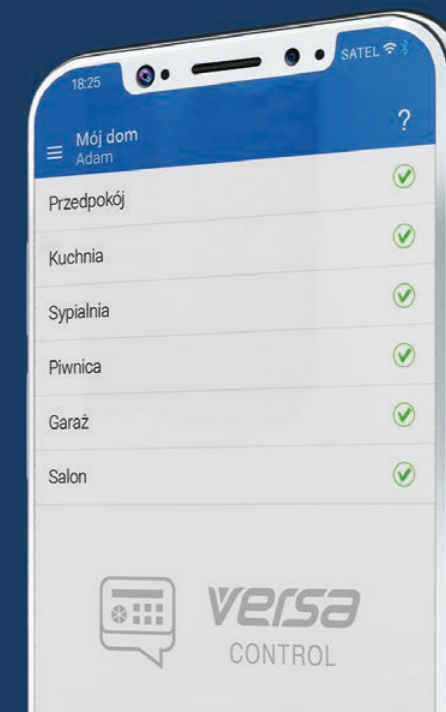 18:25
SATEL
Mój dom
?
Adam
Przedpokój
Kuchnia
Sypialnia
Piwnica
Garaż
Salon
versa
CONTROL